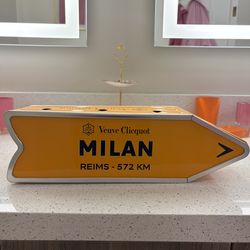 Veuve Clicquot
MILAN
REIMS - 572 KM